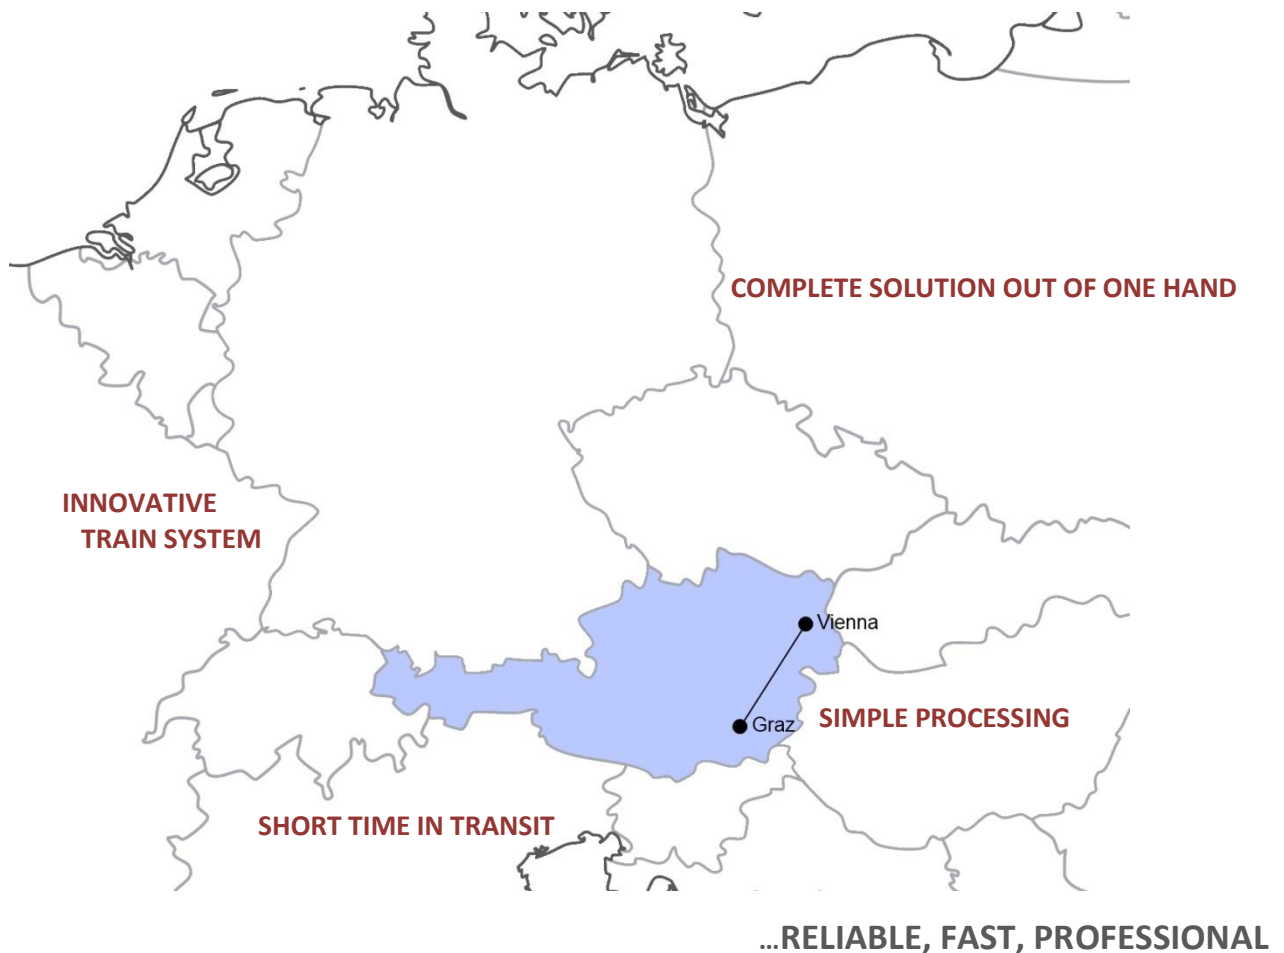 COMPLETE SOLUTION OUT OF ONE HAND
INNOVATIVE
TRAIN SYSTEM
Vienna
Graz
SIMPLE PROCESSING
SHORT TIME IN TRANSIT
...RELIABLE, FAST, PROFESSIONAL